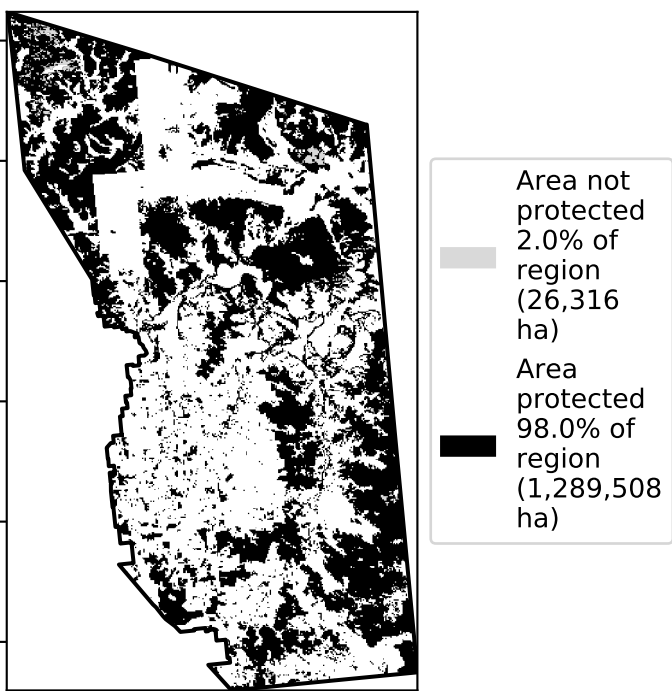 Area not
protected
2.0% of
region
(26,316
ha)
Area
protected
98.0% of
region
(1,289,508
ha)